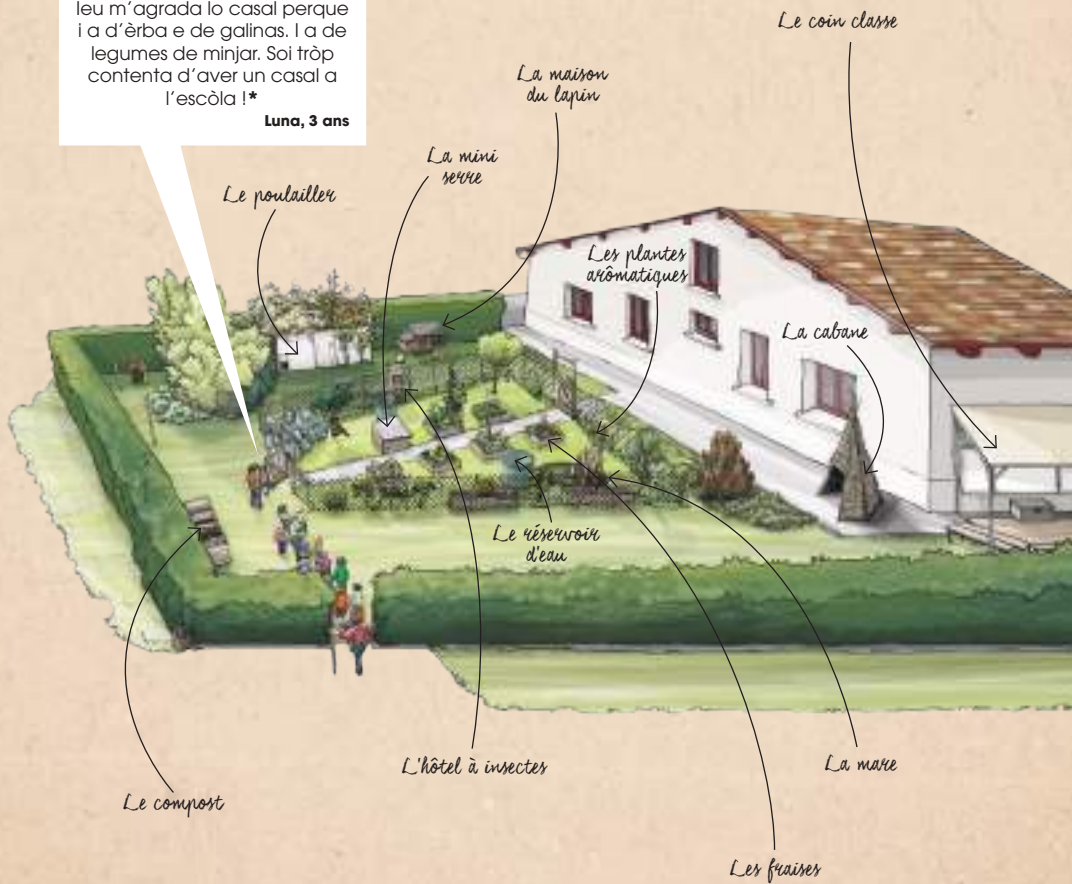 Ieu m'agrada lo casal perque
i a d'èrba e de galinas. I a de
legumes de minjar. Soi tròp
contenta d'aver un casal a
l'escòla !*
Luna, 3 ans
Le coin classe
La maison
du lapin
La mini
serre
Le poulailler
Les plantes
arômatiques
La cabane
Le réservoir
d'eau
L'hôtel à insectes
La mare
Le compost
Les fraises